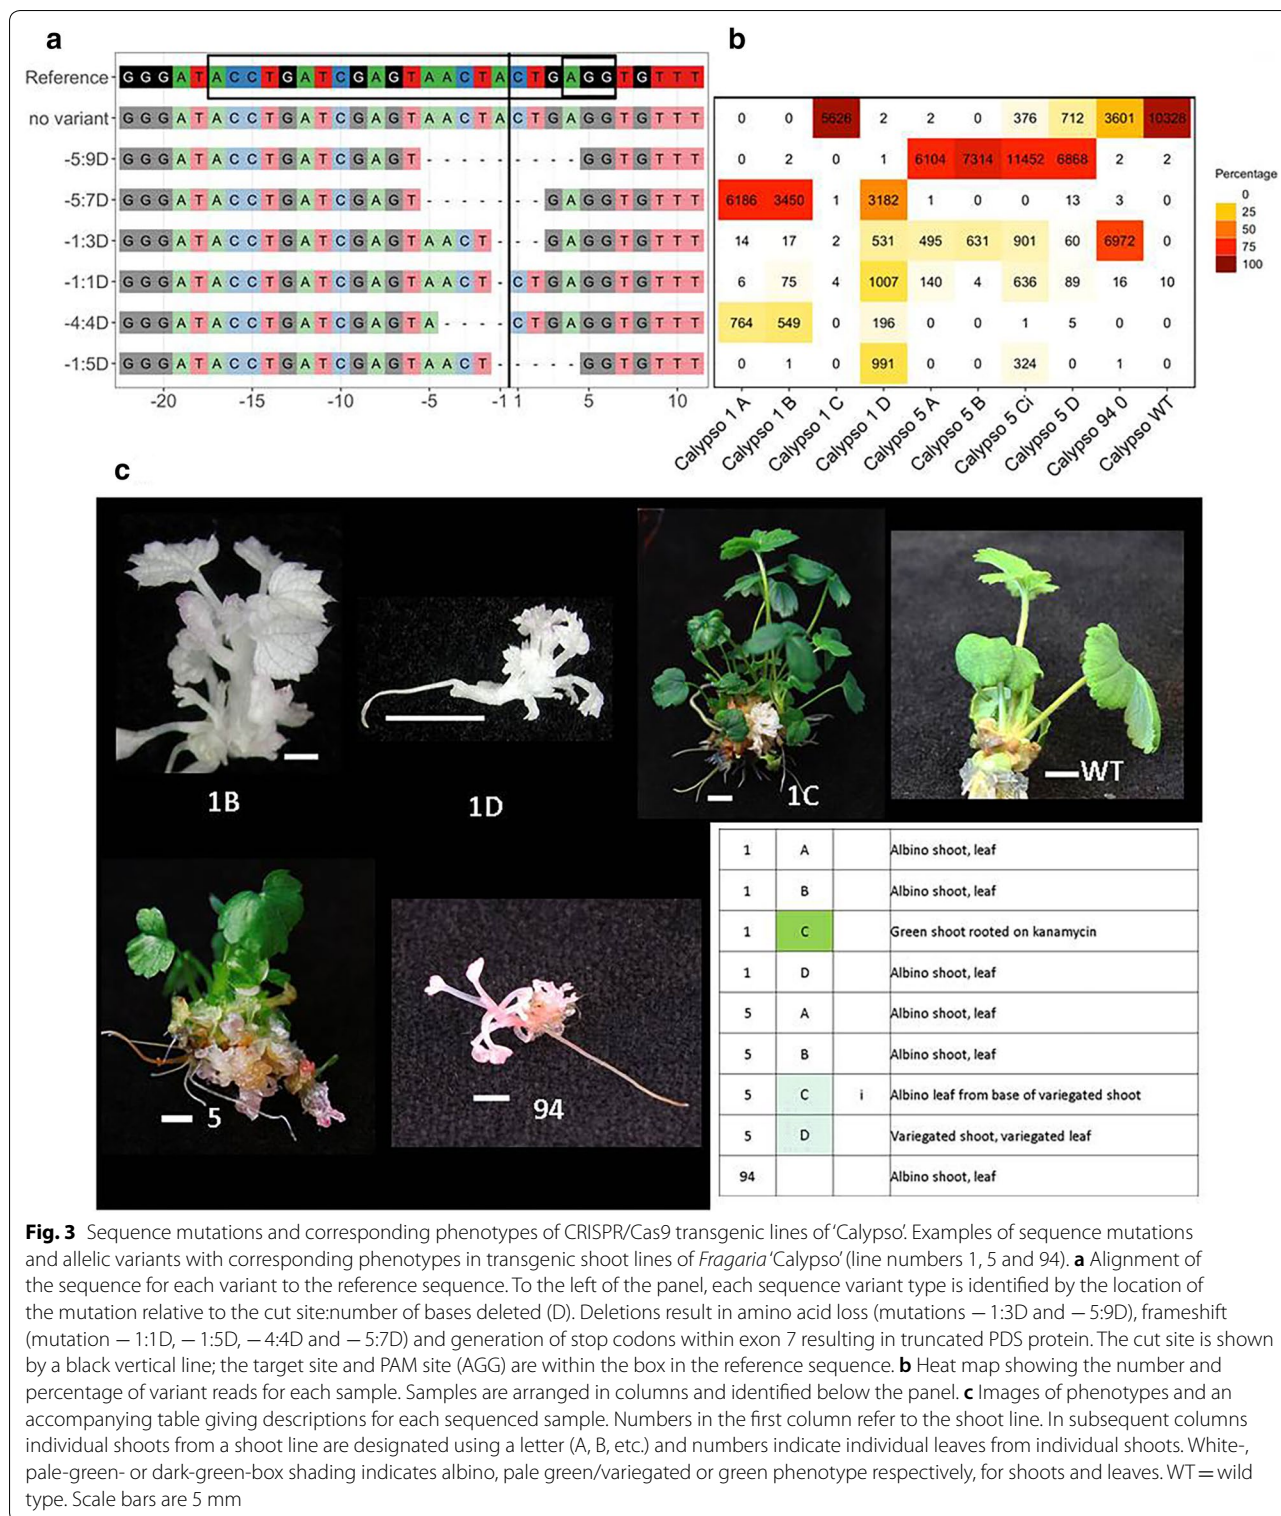 a
Reference G G G A T A C C T G A T C G A G T A A C T A C T G A G G T G T T T
no variant G G G A T A C C T G A T C G A G T A A C T A C T G A G G T G T T T
-5:9D G G G A T A C C T G A T C G A G T - - - - - - - - - G G T G T T T
-5:7D G G G A T A C C T G A T C G A G T - - - - - - - G A G G T G T T T
-1:3D G G G A T A C C T G A T C G A G T A A C T - - - G A G G T G T T T
-1:1D G G G A T A C C T G A T C G A G T A A C T - C T G A G G T G T T T
-4:4D G G G A T A C C T G A T C G A G T A - - - - C T G A G G T G T T T
-1:5D G G G A T A C C T G A T C G A G T A A C T - - - - - G G T G T T T
-20 -15 -10 -5 -1 1 5 10
b
0 0 5626 2 2 0 376 712 3601 10328
0 2 0 1 6104 7314 11452 6868 2 2
6186 3450 1 3182 1 0 0 13 3 0
14 17 2 531 495 631 901 60 6972 0
6 75 4 1007 140 4 636 89 16 10
764 549 0 196 0 0 1 5 0 0
0 1 0 991 0 0 324 0 1 0
Calypso 1 A
Calypso 1 B
Calypso 1 C
Calypso 1 D
Calypso 5 A
Calypso 5 B
Calypso 5 Ci
Calypso 5 D
Calypso 94 0
Calypso WT
Percentage
0
25
50
75
100
c
1B
1D
1C
WT
5
94
1 A Albino shoot, leaf
1 B Albino shoot, leaf
1 C Green shoot rooted on kanamycin
1 D Albino shoot, leaf
5 A Albino shoot, leaf
5 B Albino shoot, leaf
5 C i Albino leaf from base of variegated shoot
5 D Variegated shoot, variegated leaf
94 Albino shoot, leaf
Fig. 3 Sequence mutations and corresponding phenotypes of CRISPR/Cas9 transgenic lines of ‘Calypso’. Examples of sequence mutations
and allelic variants with corresponding phenotypes in transgenic shoot lines of Fragaria ‘Calypso’ (line numbers 1, 5 and 94). a Alignment of
the sequence for each variant to the reference sequence. To the left of the panel, each sequence variant type is identified by the location of
the mutation relative to the cut site:number of bases deleted (D). Deletions result in amino acid loss (mutations − 1:3D and − 5:9D), frameshift
(mutation − 1:1D, − 1:5D, − 4:4D and − 5:7D) and generation of stop codons within exon 7 resulting in truncated PDS protein. The cut site is shown
by a black vertical line; the target site and PAM site (AGG) are within the box in the reference sequence. b Heat map showing the number and
percentage of variant reads for each sample. Samples are arranged in columns and identified below the panel. c Images of phenotypes and an
accompanying table giving descriptions for each sequenced sample. Numbers in the first column refer to the shoot line. In subsequent columns
individual shoots from a shoot line are designated using a letter (A, B, etc.) and numbers indicate individual leaves from individual shoots. White-,
pale-green- or dark-green-box shading indicates albino, pale green/variegated or green phenotype respectively, for shoots and leaves. WT = wild
type. Scale bars are 5 mm